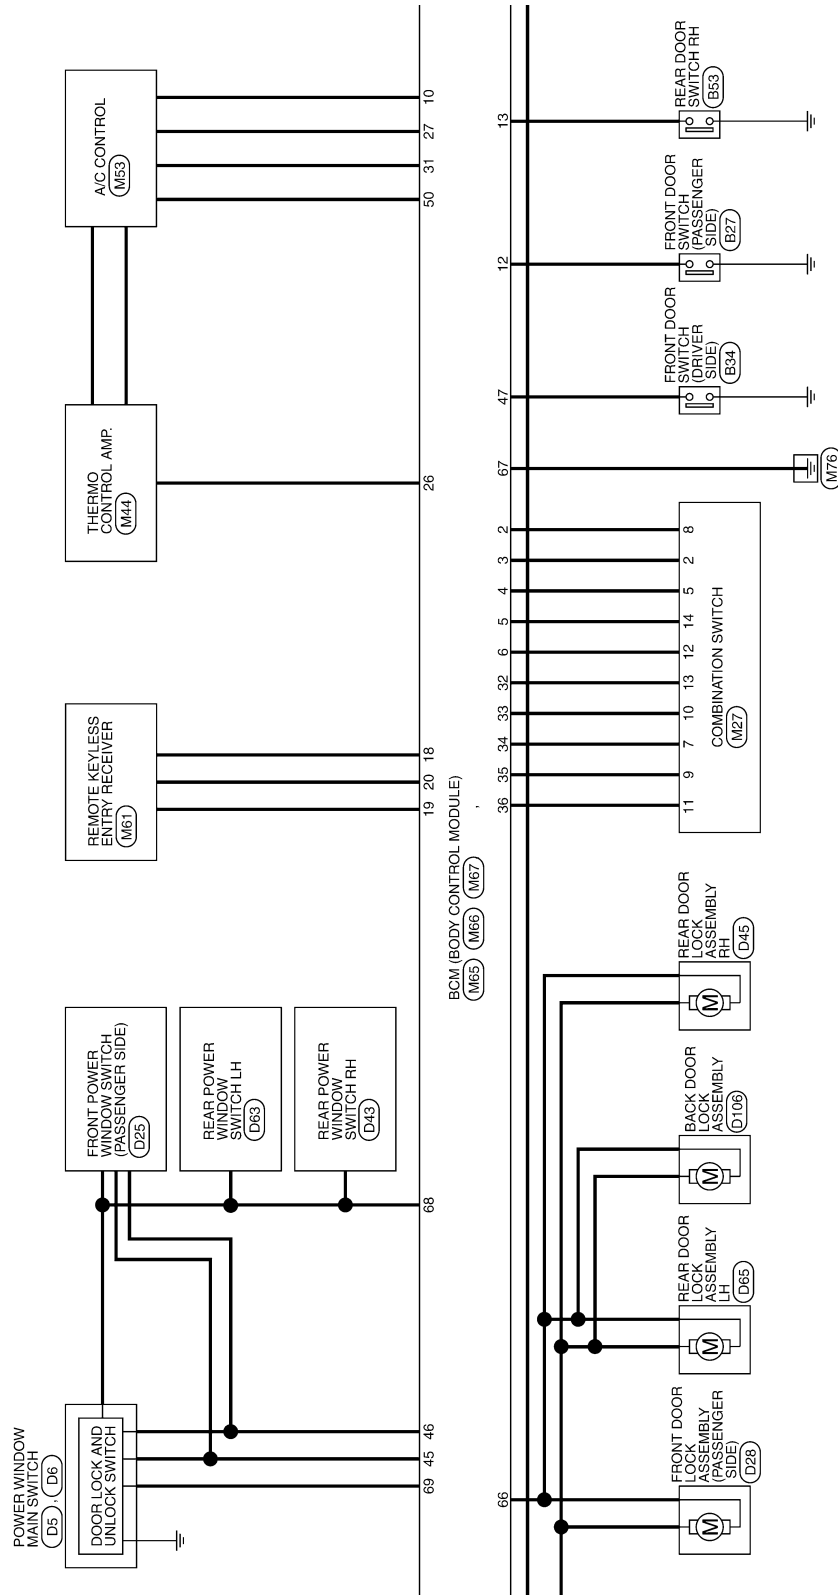 POWER WINDOW
MAIN SWITCH
D5 , D6
DOOR LOCK AND
UNLOCK SWITCH
FRONT POWER
WINDOW SWITCH
(PASSENGER SIDE)
D25
REAR POWER
WINDOW
SWITCH LH
D63
REAR POWER
WINDOW
SWITCH RH
D43
REMOTE KEYLESS
ENTRY RECEIVER
M61
THERMO
CONTROL AMP.
M44
A/C CONTROL
M53
69 45 46 68 19 20 18 26 50 31 27 10
BCM (BODY CONTROL MODULE)
M65 M66 M67 ,
66 36 35 34 33 32 6 5 4 3 2 67 47 12 13
11 9 7 10 13 12 14 5 2 8
COMBINATION SWITCH
M27
FRONT DOOR
LOCK
ASSEMBLY
(PASSENGER
SIDE)
D28
M
REAR DOOR
LOCK
ASSEMBLY
LH
D65
M
BACK DOOR
LOCK
ASSEMBLY
D106
M
REAR DOOR
LOCK
ASSEMBLY
RH
D45
M
M76
FRONT DOOR
SWITCH
(DRIVER
SIDE)
B34
FRONT DOOR
SWITCH
(PASSENGER
SIDE)
B27
REAR DOOR
SWITCH RH
B53